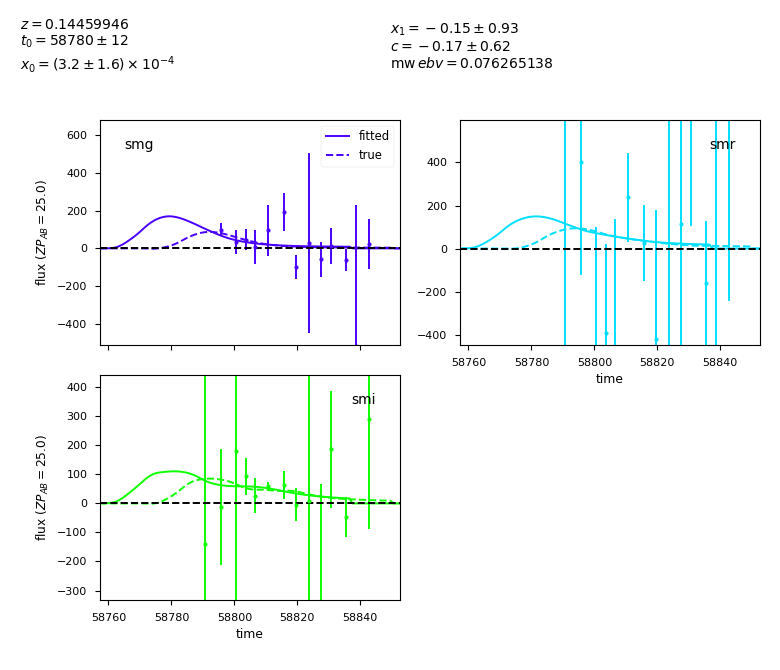 z = 0.14459946
t₀ = 58780 ± 12
x₀ = (3.2 ± 1.6) × 10⁻⁴
x₁ = −0.15 ± 0.93
c = −0.17 ± 0.62
mw ebv = 0.076265138
600
400
200
0
−200
−400
flux (ZP_AB = 25.0)
smg
fitted
true
400
200
0
−200
−400
smr
58760
58780
58800
58820
58840
time
400
300
200
100
0
−100
−200
−300
flux (ZP_AB = 25.0)
smi
58760
58780
58800
58820
58840
time